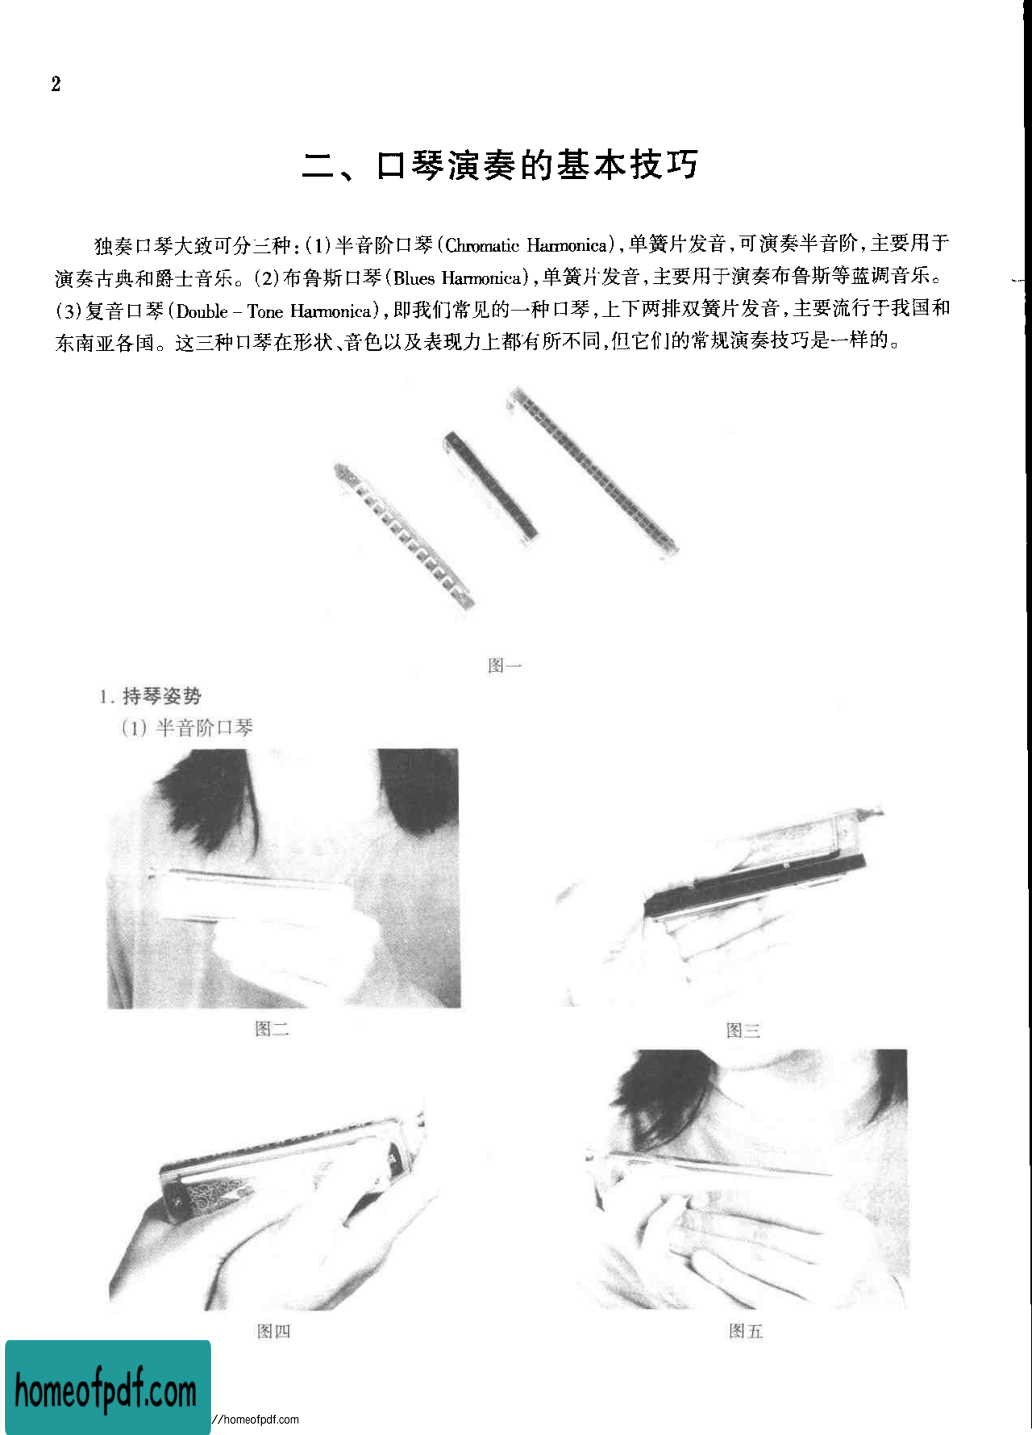 2
二、口琴演奏的基本技巧
独奏口琴大致可分三种:(1)半音阶口琴(Chromatic Harmonica),单簧片发音,可演奏半音阶,主要用于
演奏古典和爵士音乐。(2)布鲁斯口琴(Blues Harmonica),单簧片发音,主要用于演奏布鲁斯等蓝调音乐。
(3)复音口琴(Double - Tone Harmonica),即我们常见的一种口琴,上下两排双簧片发音,主要流行于我国和
东南亚各国。这三种口琴在形状、音色以及表现力上都有所不同,但它们的常规演奏技巧是一样的。
图一
1. 持琴姿势
(1) 半音阶口琴
图二
图三
图四
图五
homeofpdf.com
//homeofpdf.com